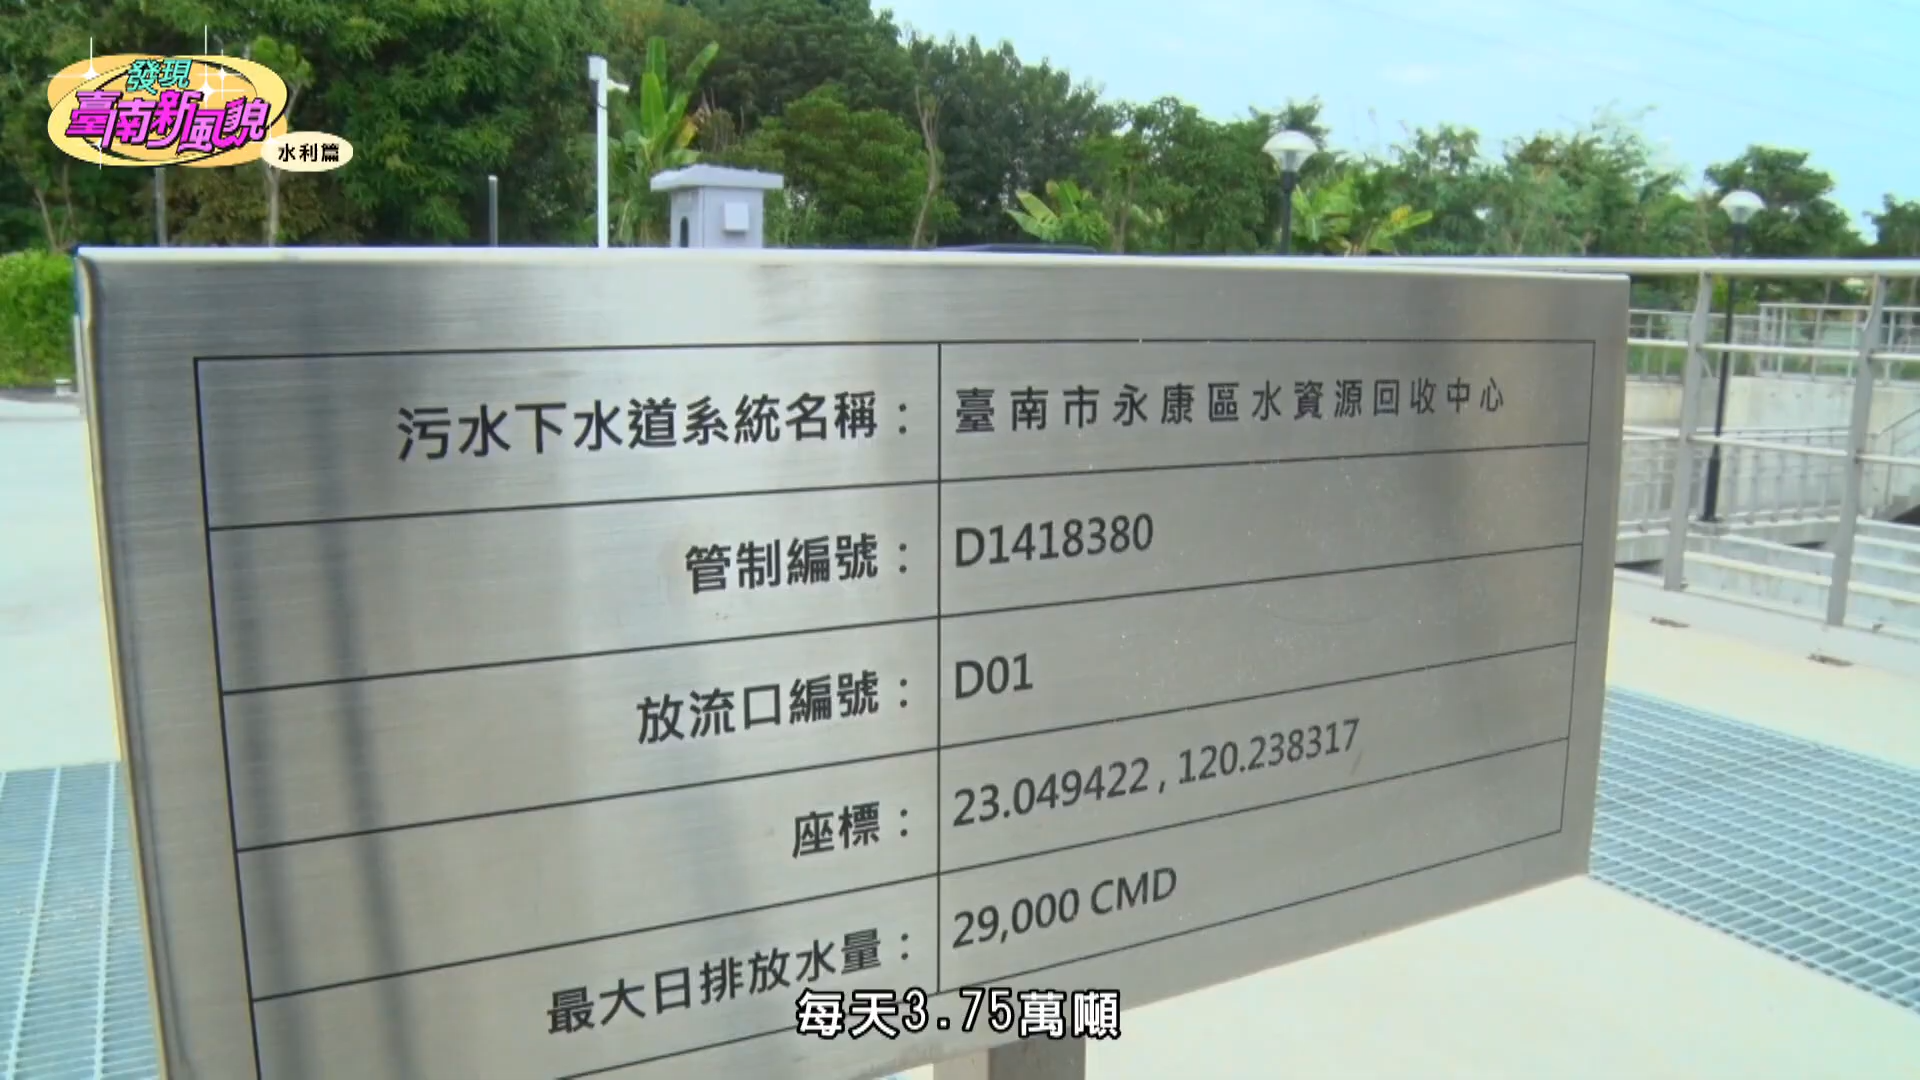 發現
臺南新風貌
水利篇
污水下水道系統名稱： 臺南市永康區水資源回收中心
管制編號： D1418380
放流口編號： D01
座標： 23.049422 , 120.238317
最大日排放水量： 29,000 CMD
每天3.75萬噸